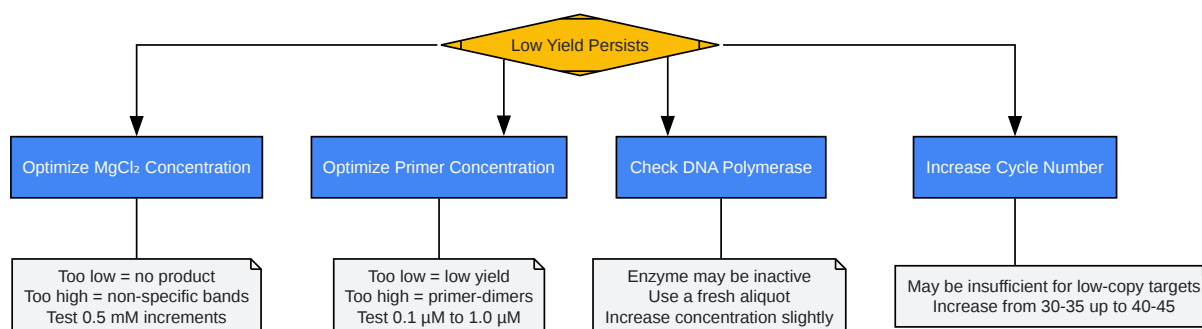 Low Yield Persists
Optimize MgCl₂ Concentration
Optimize Primer Concentration
Check DNA Polymerase
Increase Cycle Number
Too low = no product
Too high = non-specific bands
Test 0.5 mM increments
Too low = low yield
Too high = primer-dimers
Test 0.1 µM to 1.0 µM
Enzyme may be inactive
Use a fresh aliquot
Increase concentration slightly
May be insufficient for low-copy targets
Increase from 30-35 up to 40-45